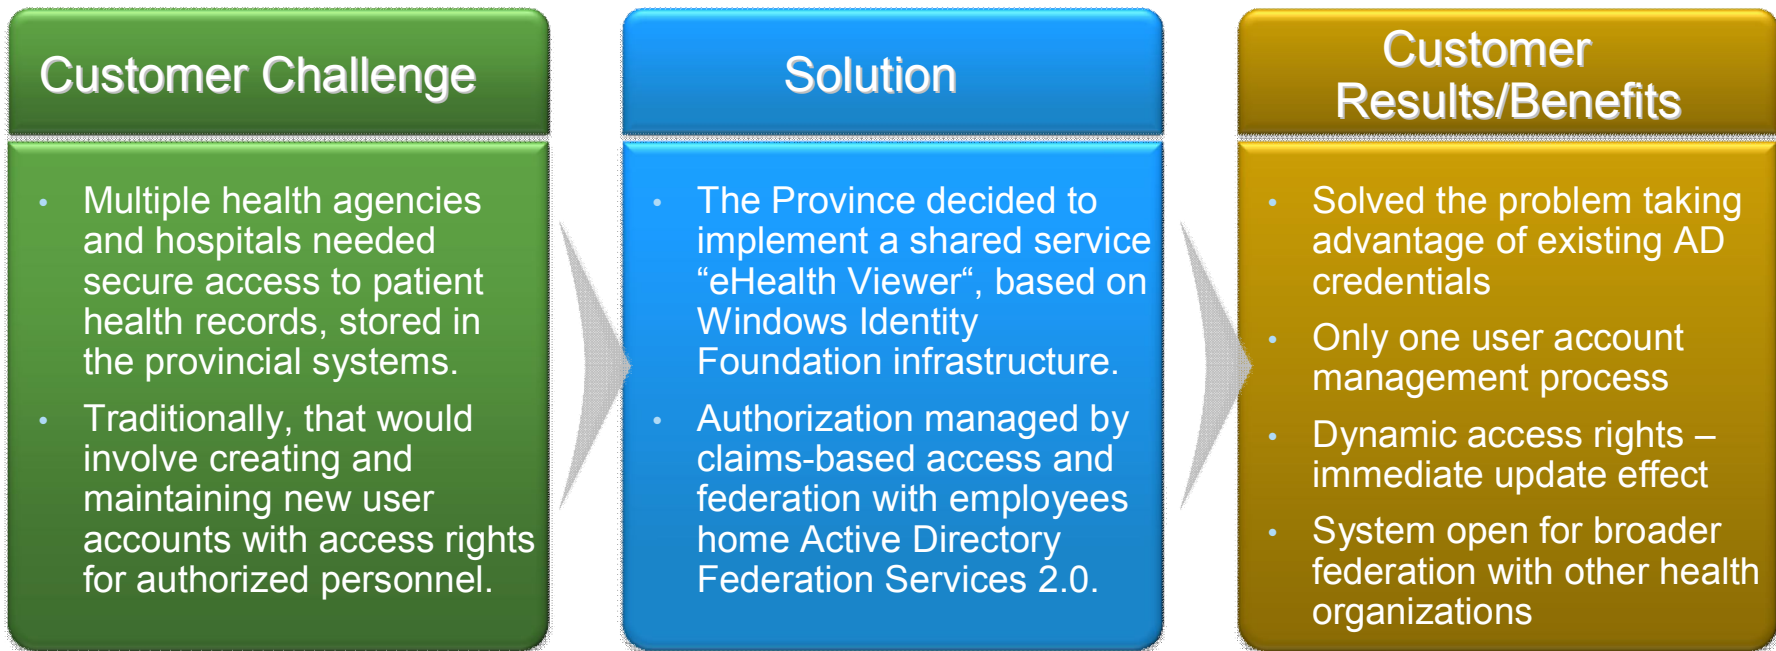 Customer Challenge
• Multiple health agencies
and hospitals needed
secure access to patient
health records, stored in
the provincial systems.
• Traditionally, that would
involve creating and
maintaining new user
accounts with access rights
for authorized personnel.
Solution
• The Province decided to
implement a shared service
“eHealth Viewer“, based on
Windows Identity
Foundation infrastructure.
• Authorization managed by
claims-based access and
federation with employees
home Active Directory
Federation Services 2.0.
Customer
Results/Benefits
• Solved the problem taking
advantage of existing AD
credentials
• Only one user account
management process
• Dynamic access rights –
immediate update effect
• System open for broader
federation with other health
organizations